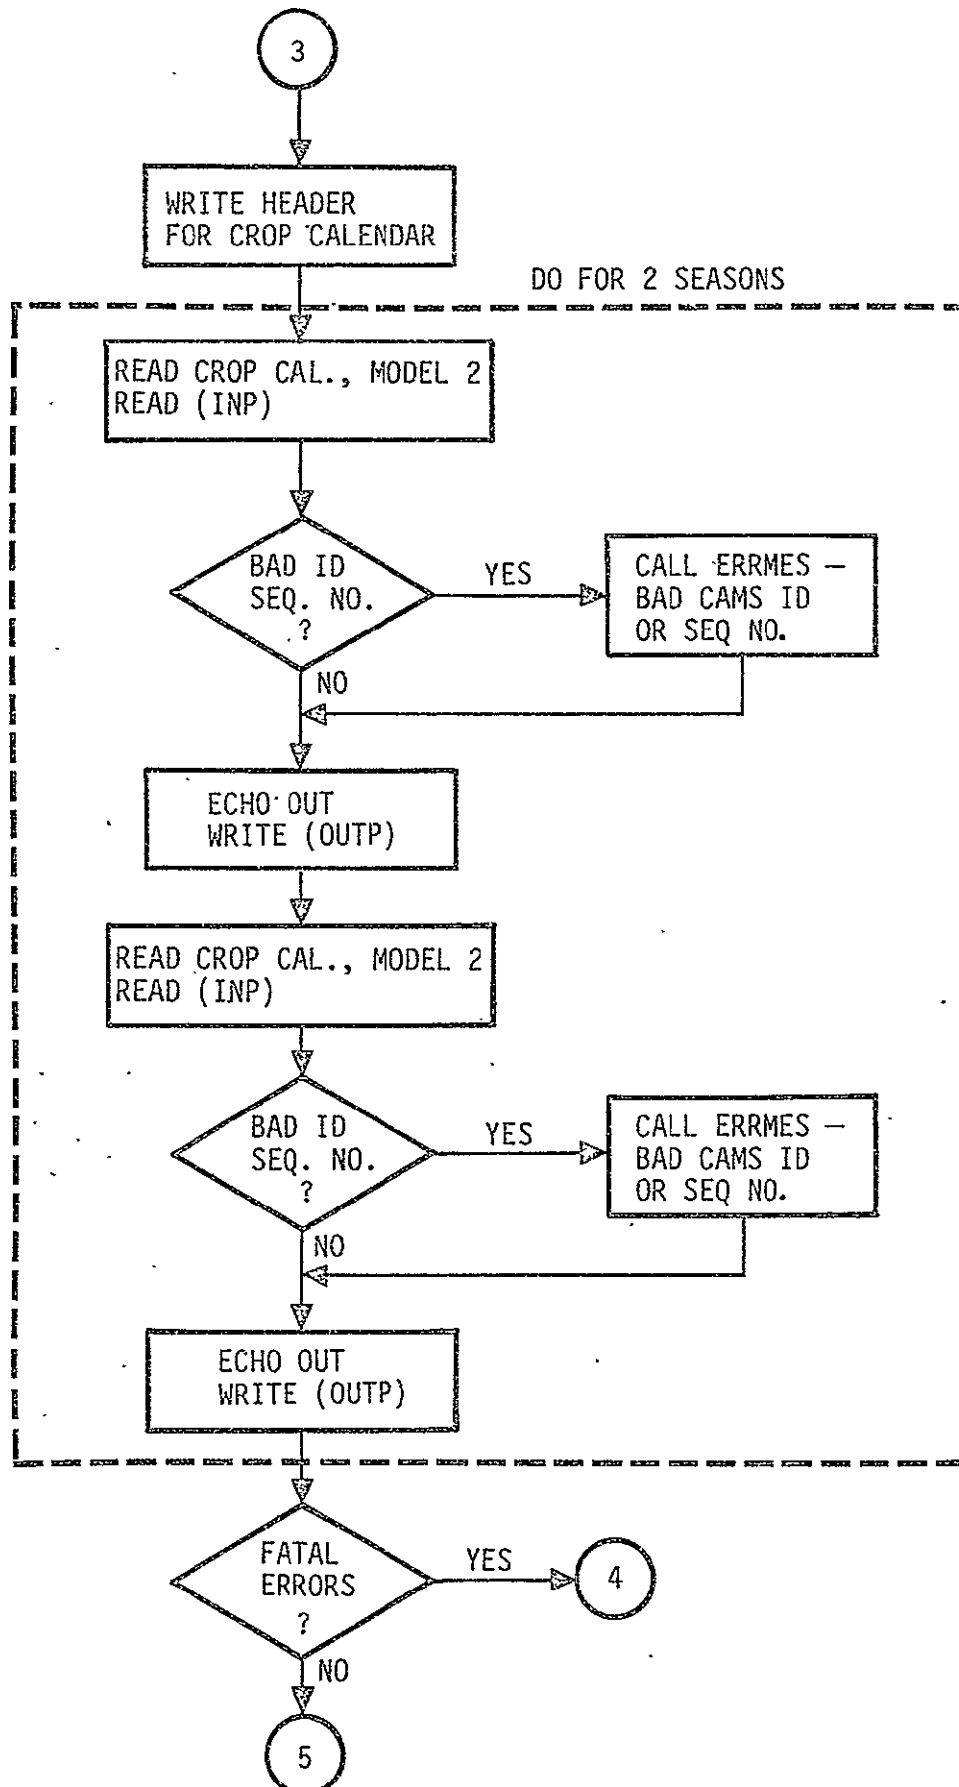 3
WRITE HEADER
FOR CROP CALENDAR
DO FOR 2 SEASONS
READ CROP CAL., MODEL 2
READ (INP)
BAD ID
SEQ. NO.
?
YES
CALL ERRMES —
BAD CAMS ID
OR SEQ NO.
NO
ECHO OUT
WRITE (OUTP)
READ CROP CAL., MODEL 2
READ (INP)
BAD ID
SEQ. NO.
?
YES
CALL ERRMES —
BAD CAMS ID
OR SEQ NO.
NO
ECHO OUT
WRITE (OUTP)
FATAL
ERRORS
?
YES
4
NO
5